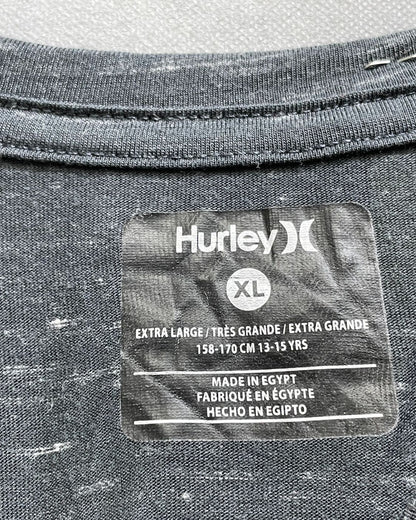 Hurley
XL
EXTRA LARGE / TRÈS GRANDE / EXTRA GRANDE
158-170 CM 13-15 YRS
MADE IN EGYPT
FABRIQUÉ EN ÉGYPTE
HECHO EN EGIPTO